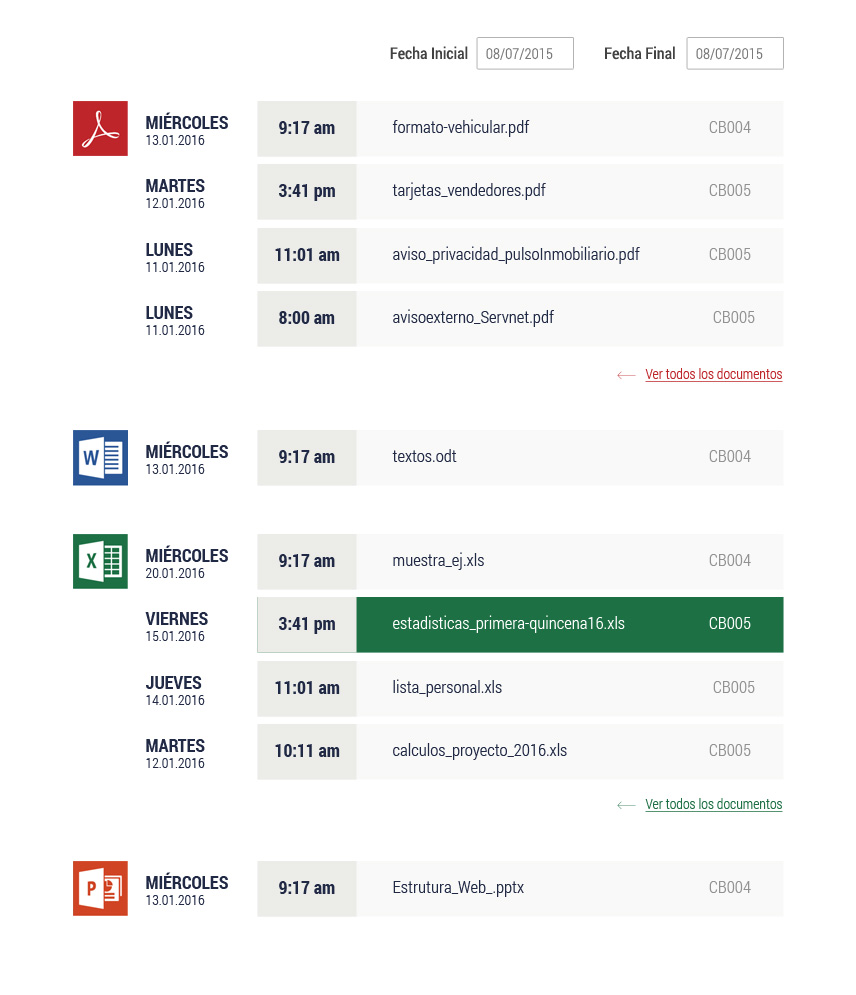 Fecha Inicial 08/07/2015 Fecha Final 08/07/2015
MIÉRCOLES
13.01.2016
9:17 am formato-vehicular.pdf CB004
MARTES
12.01.2016
3:41 pm tarjetas_vendedores.pdf CB005
LUNES
11.01.2016
11:01 am aviso_privacidad_pulsoInmobiliario.pdf CB005
LUNES
11.01.2016
8:00 am avisoexterno_Servnet.pdf CB005
Ver todos los documentos
W
MIÉRCOLES
13.01.2016
9:17 am textos.odt CB004
X
MIÉRCOLES
20.01.2016
9:17 am muestra_ej.xls CB004
VIERNES
15.01.2016
3:41 pm estadisticas_primera-quincena16.xls CB005
JUEVES
14.01.2016
11:01 am lista_personal.xls CB005
MARTES
12.01.2016
10:11 am calculos_proyecto_2016.xls CB005
Ver todos los documentos
P
MIÉRCOLES
13.01.2016
9:17 am Estrutura_Web_.pptx CB004